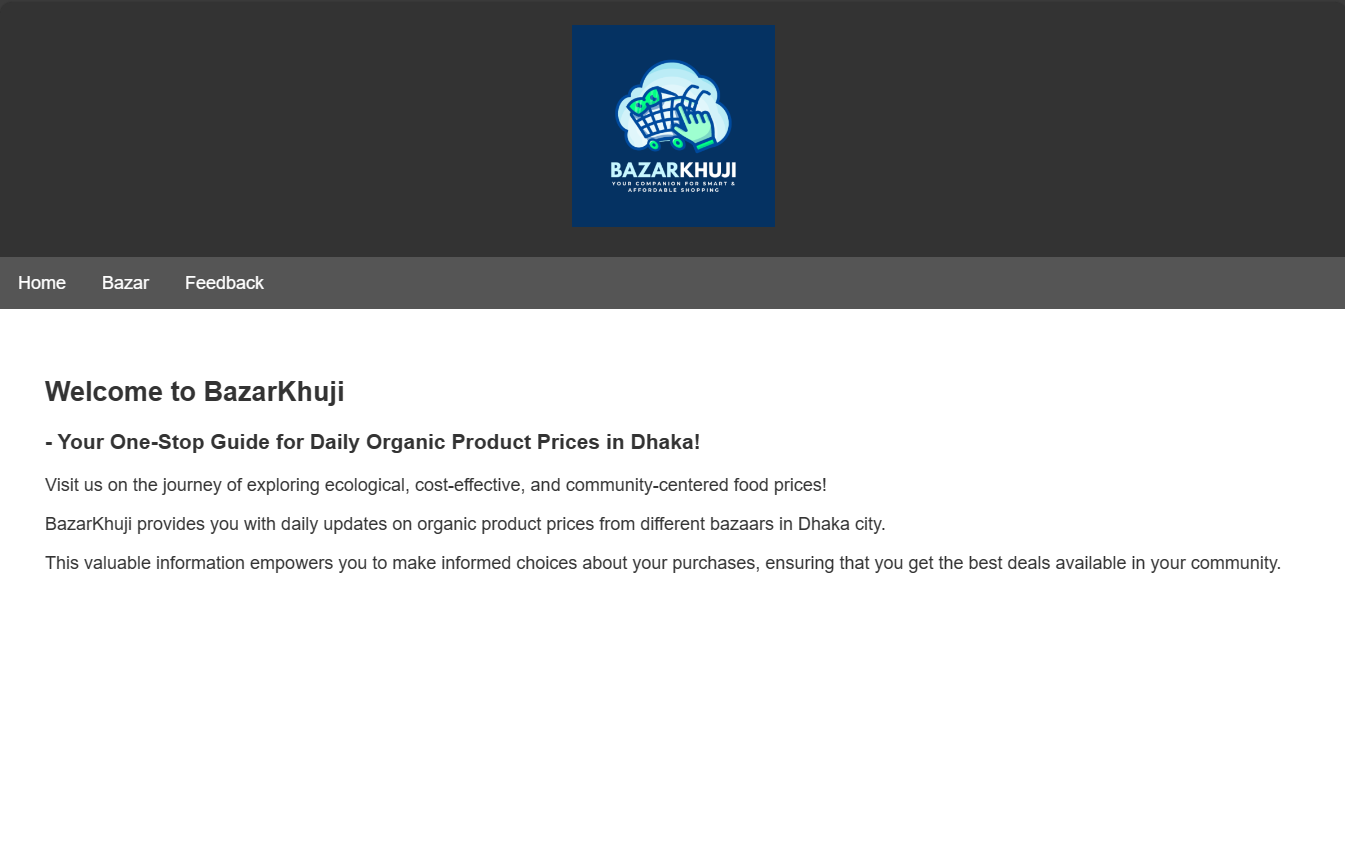 BAZARKHUJI
YOUR COMPANION FOR SMART &
AFFORDABLE SHOPPING
Home Bazar Feedback
Welcome to BazarKhuji
- Your One-Stop Guide for Daily Organic Product Prices in Dhaka!
Visit us on the journey of exploring ecological, cost-effective, and community-centered food prices!
BazarKhuji provides you with daily updates on organic product prices from different bazaars in Dhaka city.
This valuable information empowers you to make informed choices about your purchases, ensuring that you get the best deals available in your community.